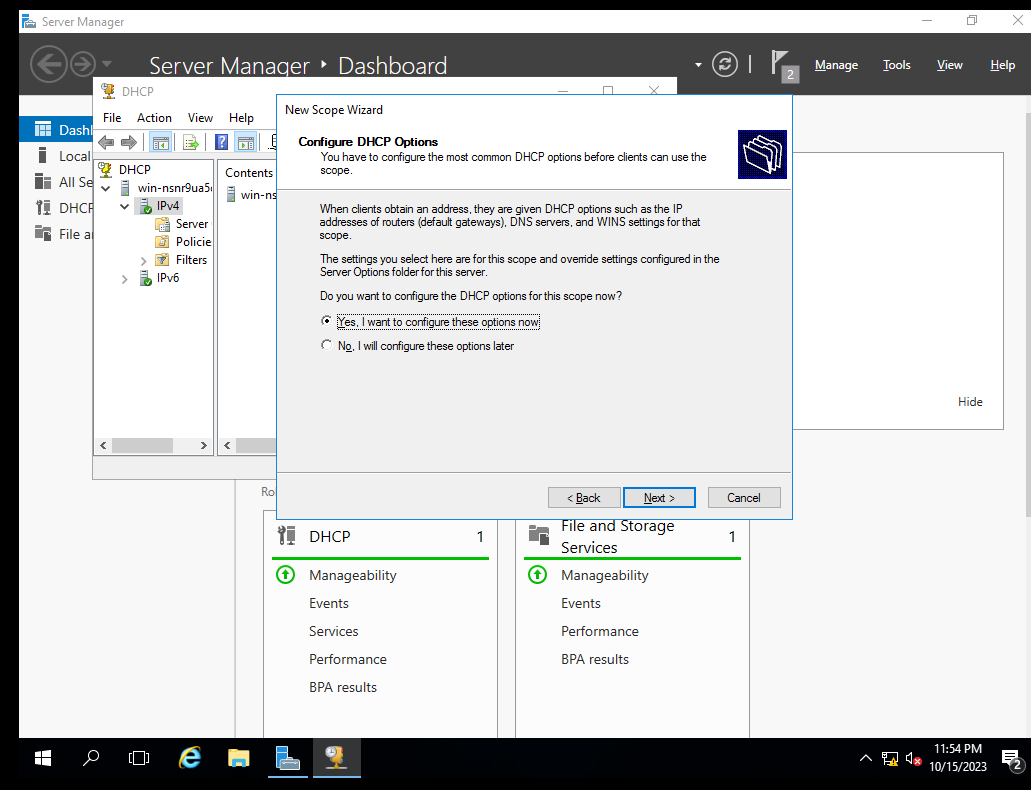 Server Manager
Server Manager ‣ Dashboard
2
Manage
Tools
View
Help
DHCP
File
Action
View
Help
DHCP
IPv4
Server
Policie
Filters
IPv6
Contents
New Scope Wizard
Configure DHCP Options
You have to configure the most common DHCP options before clients can use the
scope.
When clients obtain an address, they are given DHCP options such as the IP
addresses of routers (default gateways), DNS servers, and WINS settings for that
scope.
The settings you select here are for this scope and override settings configured in the
Server Options folder for this server.
Do you want to configure the DHCP options for this scope now?
Yes, I want to configure these options now
No, I will configure these options later
< Back
Next >
Cancel
Dashb
Local
All Se
DHCP
File a
Hide
DHCP 1
Manageability
Events
Services
Performance
BPA results
File and Storage
Services 1
Manageability
Events
Performance
BPA results
11:54 PM
10/15/2023
2